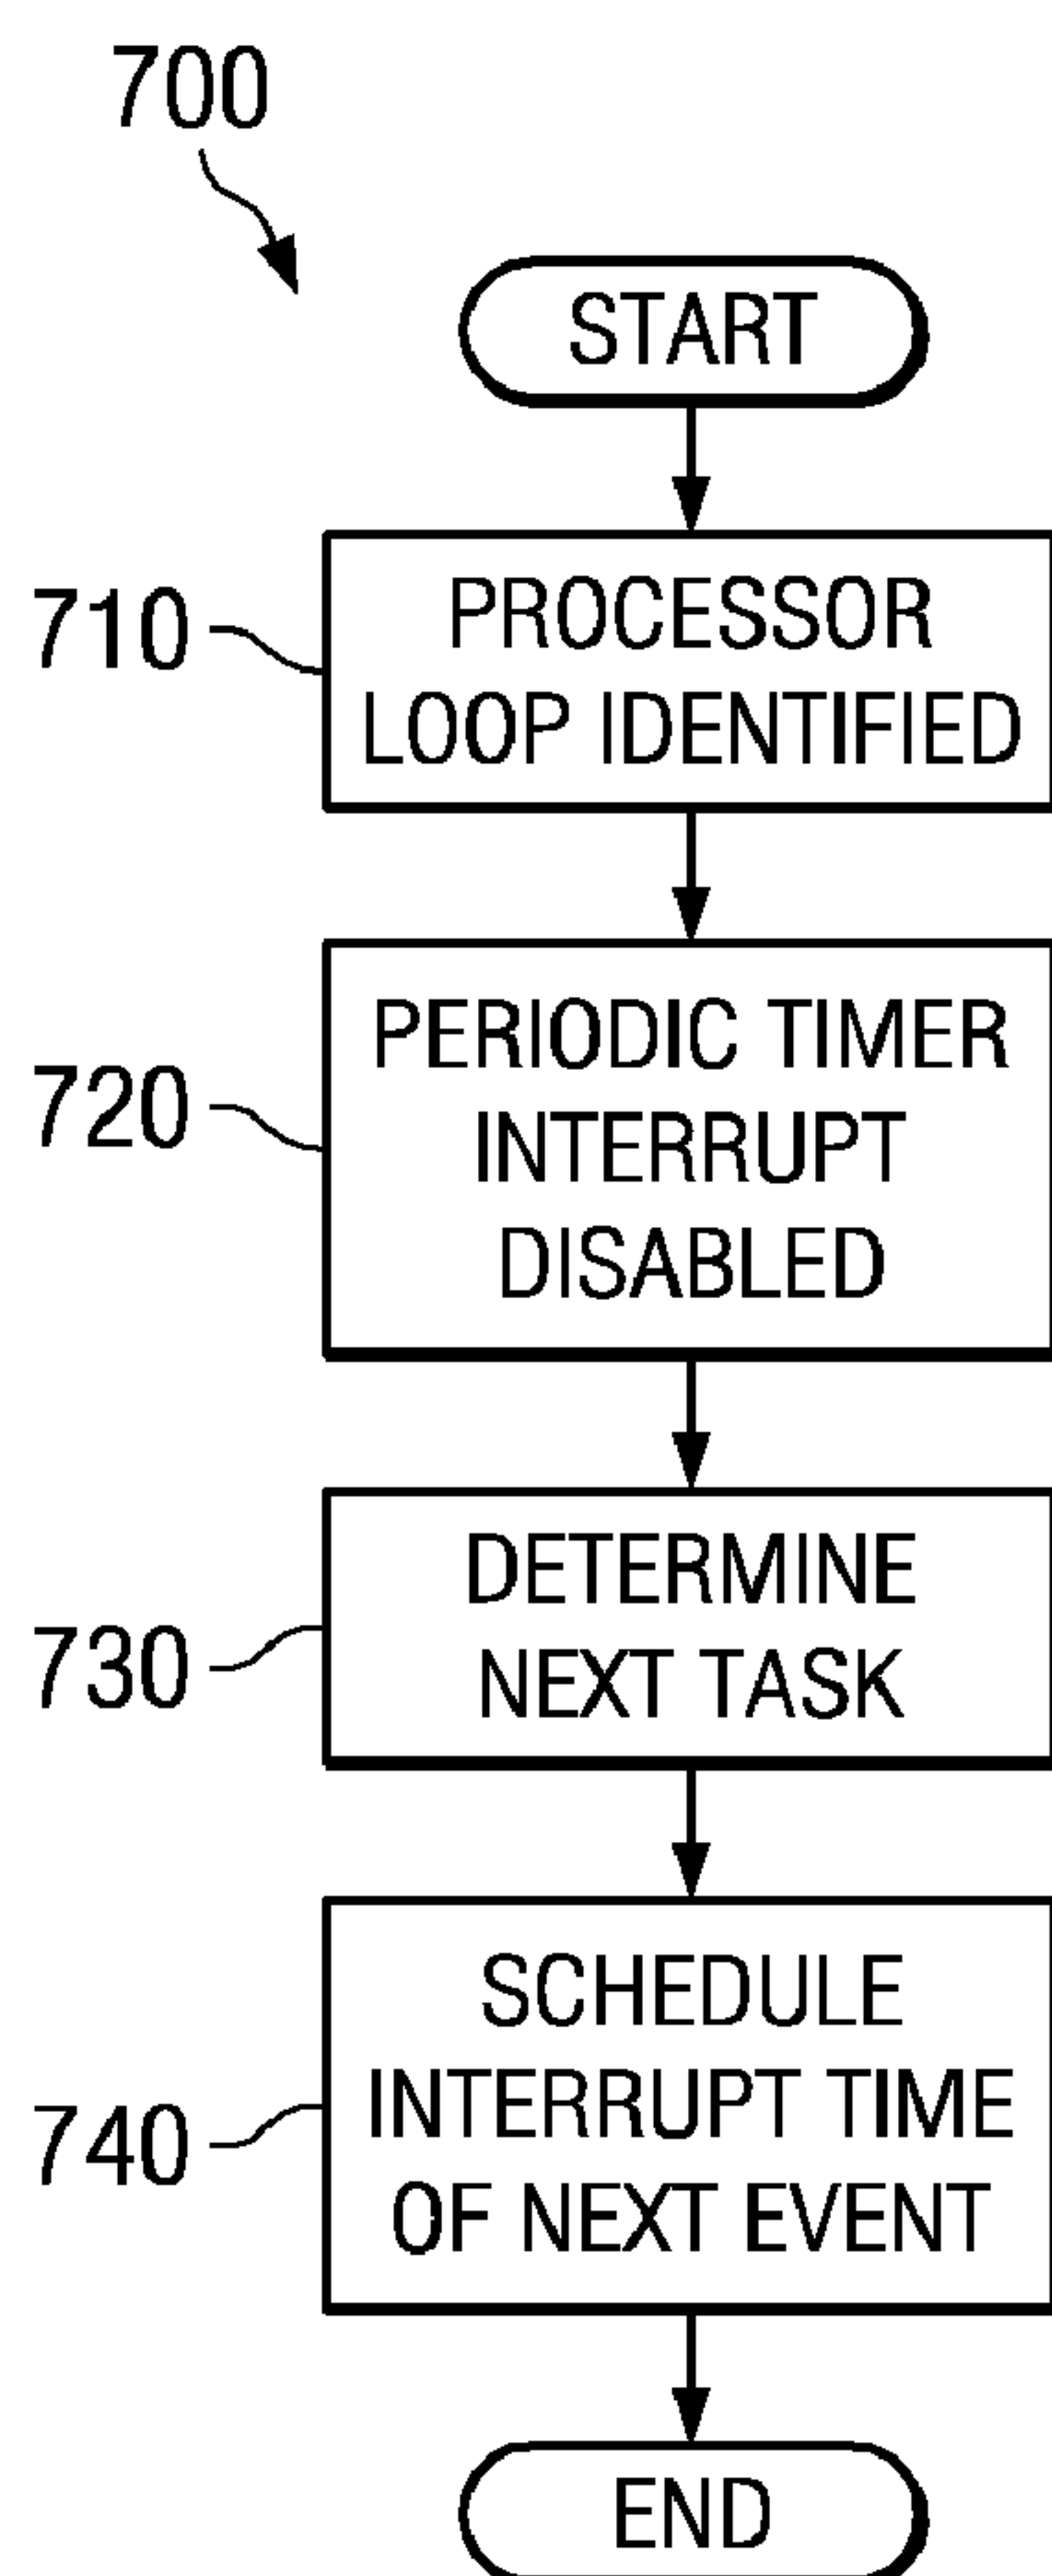 700
START
710
PROCESSOR
LOOP IDENTIFIED
720
PERIODIC TIMER
INTERRUPT
DISABLED
730
DETERMINE
NEXT TASK
740
SCHEDULE
INTERRUPT TIME
OF NEXT EVENT
END